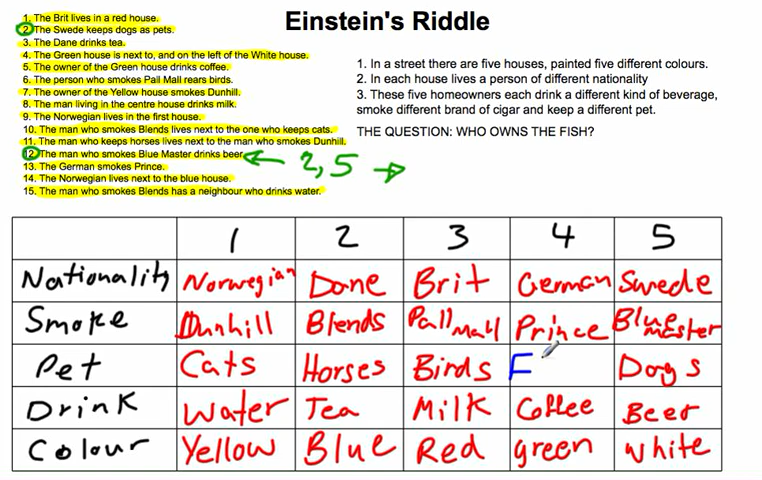 Einstein's Riddle
1. The Brit lives in a red house.
2. The Swede keeps dogs as pets.
3. The Dane drinks tea.
4. The Green house is next to, and on the left of the White house.
5. The owner of the Green house drinks coffee.
6. The person who smokes Pall Mall rears birds.
7. The owner of the Yellow house smokes Dunhill.
8. The man living in the centre house drinks milk.
9. The Norwegian lives in the first house.
10. The man who smokes Blends lives next to the one who keeps cats.
11. The man who keeps horses lives next to the man who smokes Dunhill.
12. The man who smokes Blue Master drinks beer.
13. The German smokes Prince.
14. The Norwegian lives next to the blue house.
15. The man who smokes Blends has a neighbour who drinks water.
2,5
1. In a street there are five houses, painted five different colours.
2. In each house lives a person of different nationality
3. These five homeowners each drink a different kind of beverage,
smoke different brand of cigar and keep a different pet.
THE QUESTION: WHO OWNS THE FISH?
1 2 3 4 5
Nationality Norwegian Dane Brit German Swede
Smoke Dunhill Blends Pall Mall Prince Blue Master
Pet Cats Horses Birds F Dogs
Drink Water Tea Milk Coffee Beer
Colour Yellow Blue Red green white